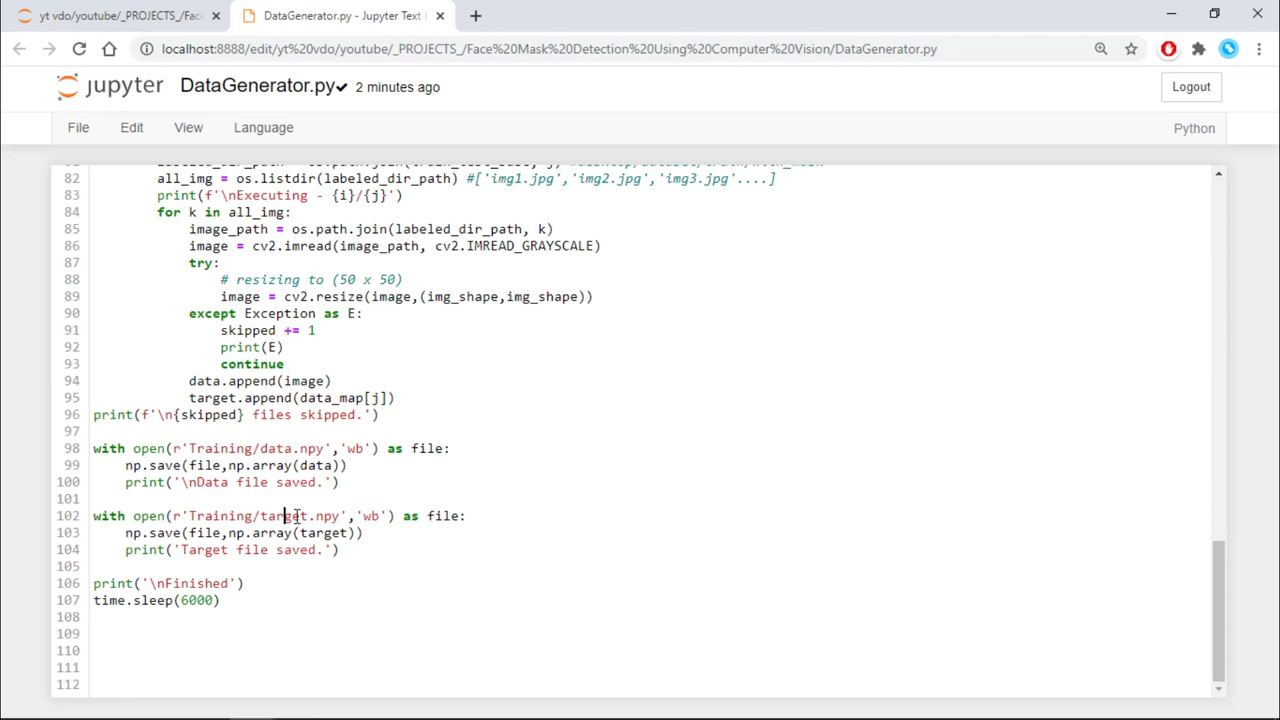 yt vdo/youtube/_PROJECTS_/Face
DataGenerator.py - Jupyter Text E
localhost:8888/edit/yt%20vdo/youtube/_PROJECTS_/Face%20Mask%20Detection%20Using%20Computer%20Vision/DataGenerator.py
jupyter DataGenerator.py✔ 2 minutes ago
Logout
File Edit View Language
Python
82 all_img = os.listdir(labeled_dir_path) #['img1.jpg','img2.jpg','img3.jpg'....]
83 print(f'\nExecuting - {i}/{j}')
84 for k in all_img:
85 image_path = os.path.join(labeled_dir_path, k)
86 image = cv2.imread(image_path, cv2.IMREAD_GRAYSCALE)
87 try:
88 # resizing to (50 x 50)
89 image = cv2.resize(image,(img_shape,img_shape))
90 except Exception as E:
91 skipped += 1
92 print(E)
93 continue
94 data.append(image)
95 target.append(data_map[j])
96 print(f'\n{skipped} files skipped.')
97
98 with open(r'Training/data.npy','wb') as file:
99 np.save(file,np.array(data))
100 print('\nData file saved.')
101
102 with open(r'Training/target.npy','wb') as file:
103 np.save(file,np.array(target))
104 print('Target file saved.')
105
106 print('\nFinished')
107 time.sleep(6000)
108
109
110
111
112